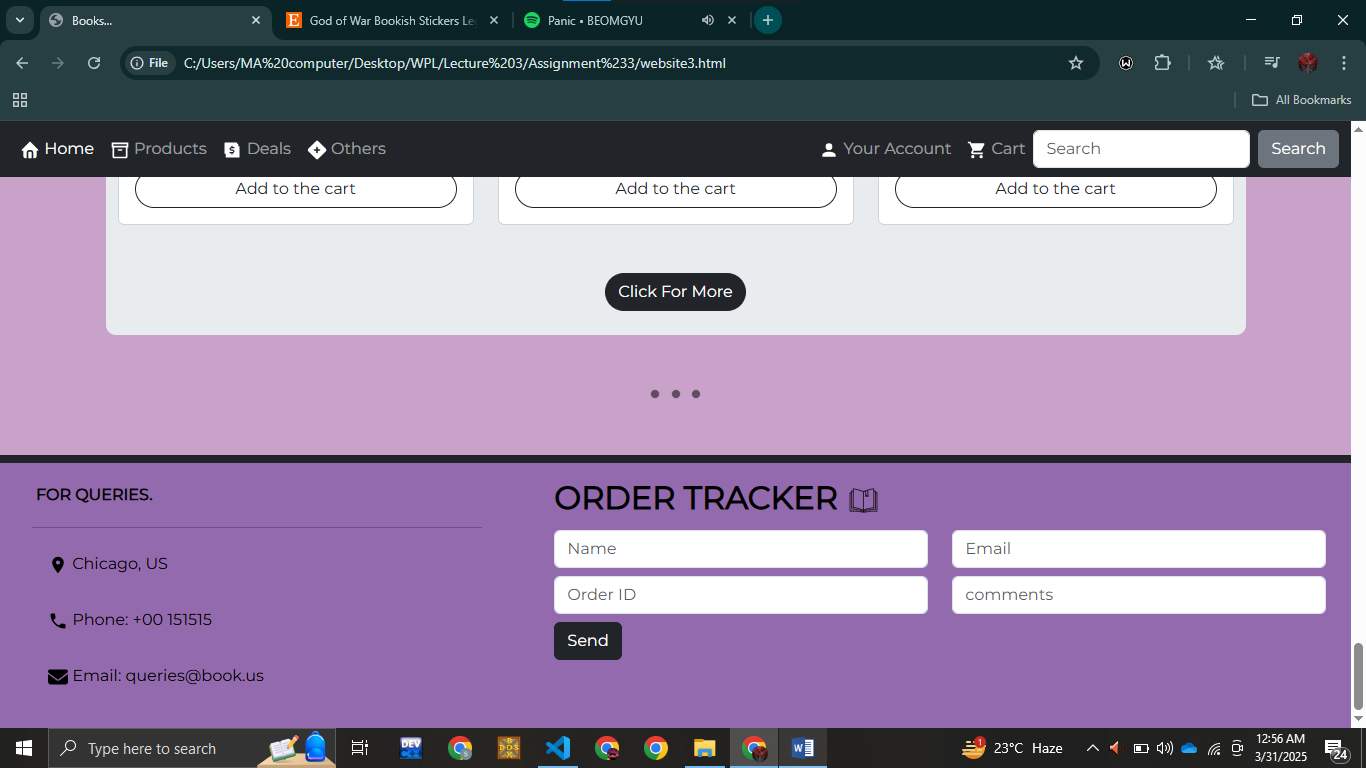 Books...
God of War Bookish Stickers Le
Panic • BEOMGYU
File
C:/Users/MA%20computer/Desktop/WPL/Lecture%203/Assignment%233/website3.html
All Bookmarks
Home
Products
Deals
Others
Your Account
Cart
Search
Search
Add to the cart
Add to the cart
Add to the cart
Click For More
FOR QUERIES.
Chicago, US
Phone: +00 151515
Email: queries@book.us
ORDER TRACKER
Name
Email
Order ID
comments
Send
Type here to search
DEV
DOS
23°C Haze
12:56 AM
3/31/2025
24